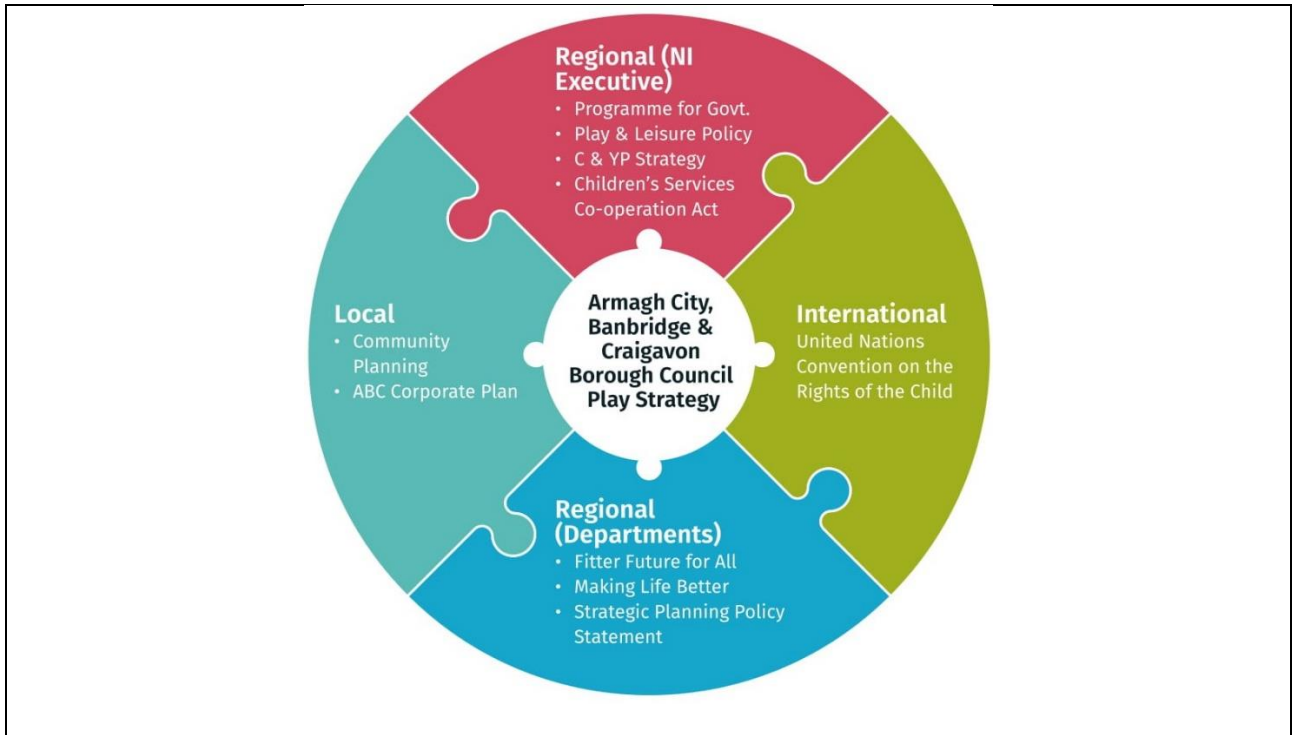 Regional (NI
Executive)
• Programme for Govt.
• Play & Leisure Policy
• C & YP Strategy
• Children's Services
Co-operation Act
Local
• Community
Planning
• ABC Corporate Plan
Armagh City,
Banbridge &
Craigavon
Borough Council
Play Strategy
International
United Nations
Convention on the
Rights of the Child
Regional
(Departments)
• Fitter Future for All
• Making Life Better
• Strategic Planning Policy
Statement